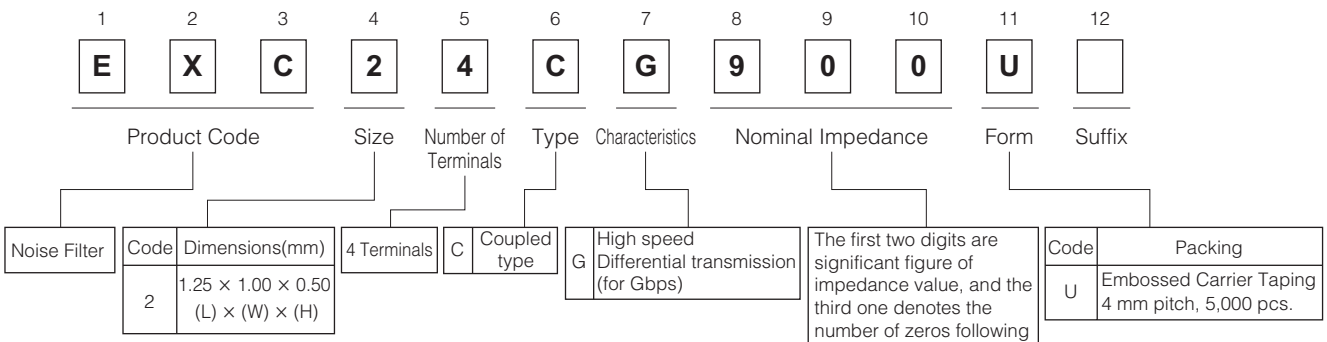 1 2 3 4 5 6 7 8 9 10 11 12
E X C 2 4 C G 9 0 0 U
Product Code Size Number of Terminals Type Characteristics Nominal Impedance Form Suffix
Noise Filter
Code Dimensions(mm)
2 1.25 × 1.00 × 0.50
(L) × (W) × (H)
4 Terminals
C Coupled
type
G High speed
Differential transmission
(for Gbps)
The first two digits are
significant figure of
impedance value, and the
third one denotes the
number of zeros following
Code Packing
U Embossed Carrier Taping
4 mm pitch, 5,000 pcs.